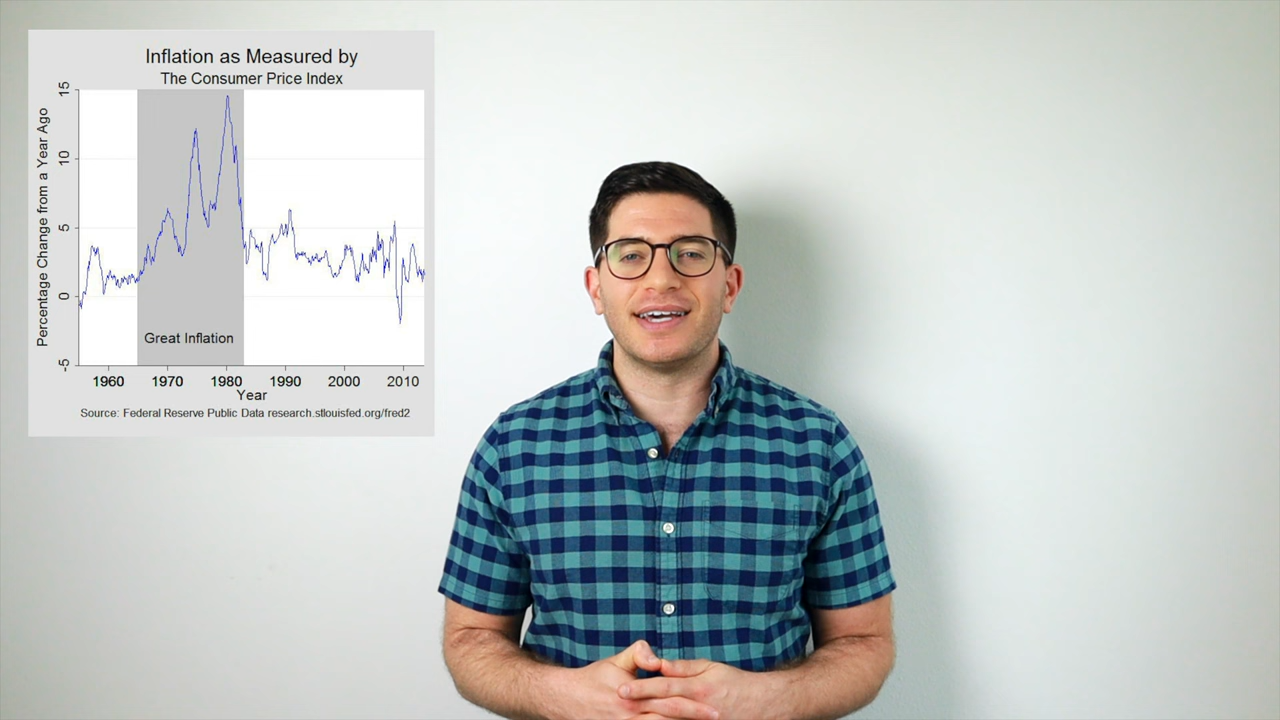 Inflation as Measured by
The Consumer Price Index
Percentage Change from a Year Ago
15
10
5
0
-5
Great Inflation
1960 1970 1980 1990 2000 2010
Year
Source: Federal Reserve Public Data research.stlouisfed.org/fred2